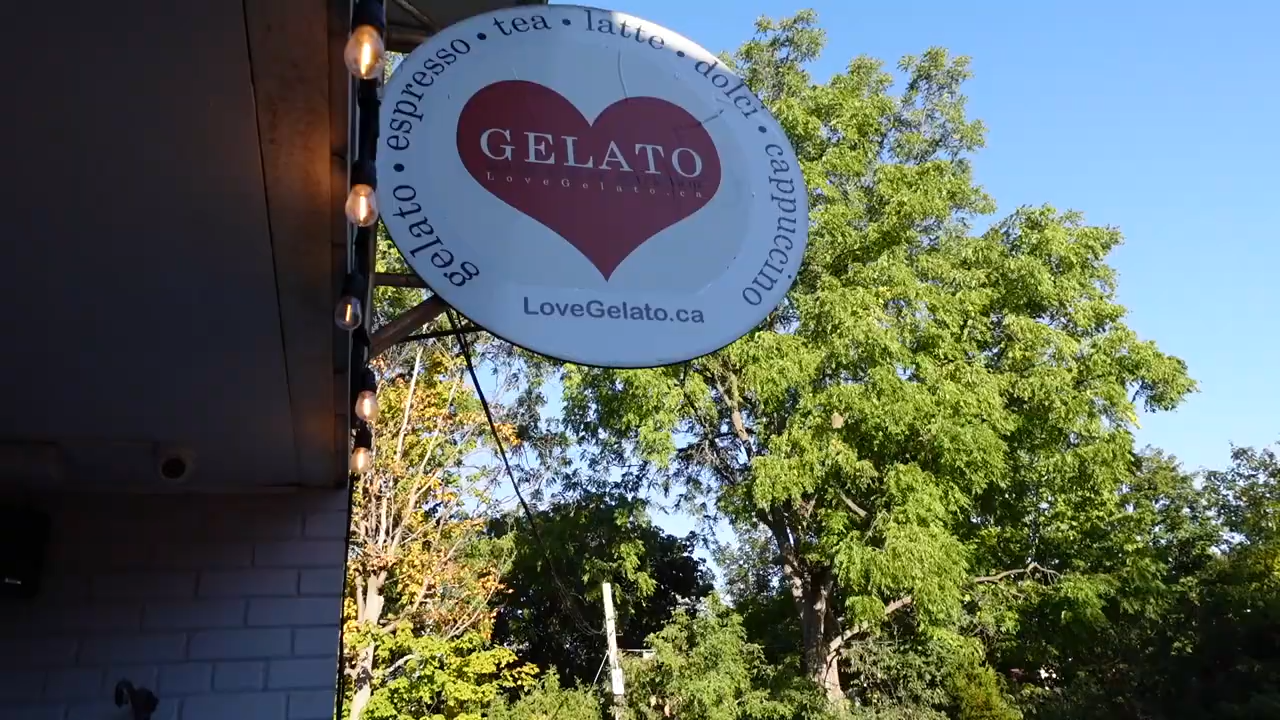 gelato • espresso • tea • latte • dolci • cappuccino
GELATO
LoveGelato.ca
LoveGelato.ca